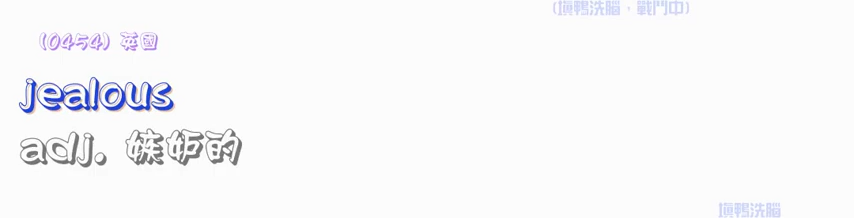 (填鴨洗腦，戰鬥中)
(0454) 英國
jealous
adj. 嫉妒的
填鴨洗腦